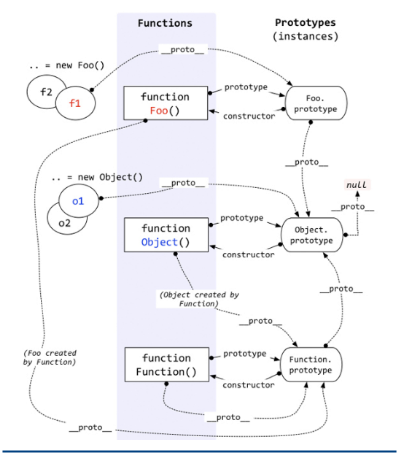 Functions
Prototypes
(instances)
.. = new Foo()
__proto__
f2
f1
function
Foo()
prototype
constructor
Foo.
prototype
__proto__
null
__proto__
.. = new Object()
__proto__
o1
o2
function
Object()
prototype
constructor
Object.
prototype
(Object created by
Function)
__proto__
__proto__
(Foo created
by Function)
function
Function()
prototype
constructor
Function.
prototype
__proto__
__proto__